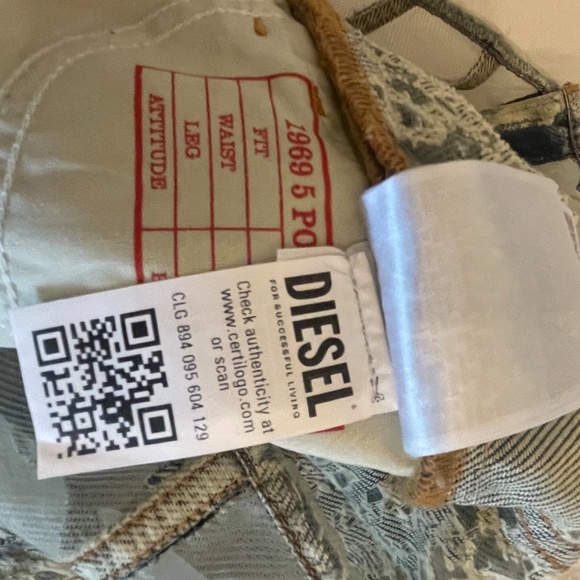 1969 5 PO
FIT
WAIST
LEG
ATTITUDE
DIESEL
FOR SUCCESSFUL LIVING
Check authenticity at
www.certilogo.com
or scan
CLG 894 095 604 129